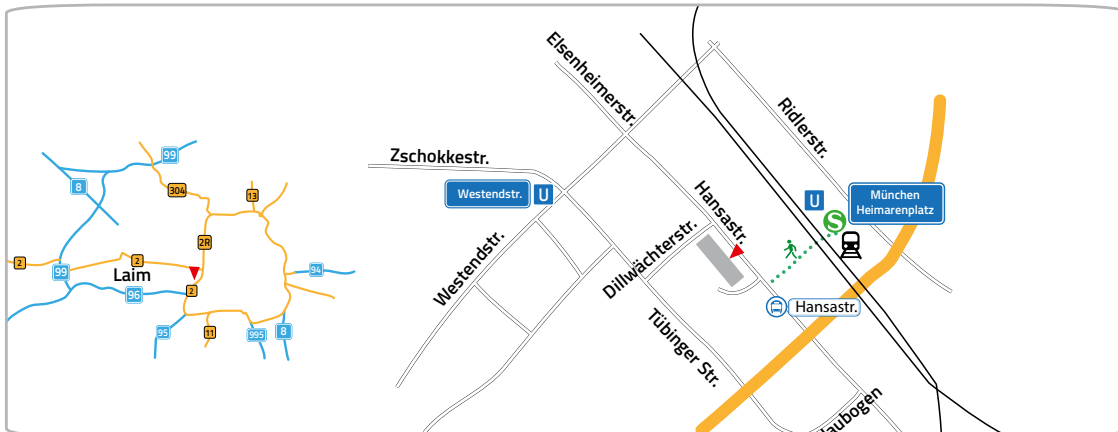 99
8
304
13
2R
2
2
99
Laim
94
96
2
95
11
995
8
Elsenheimerstr.
Zschokkestr.
Westendstr.
U
Ridlerstr.
Hansastr.
U
S
München
Heimarenplatz
Dillwächterstr.
Westendstr.
Hansastr.
Tübinger Str.
laubogen